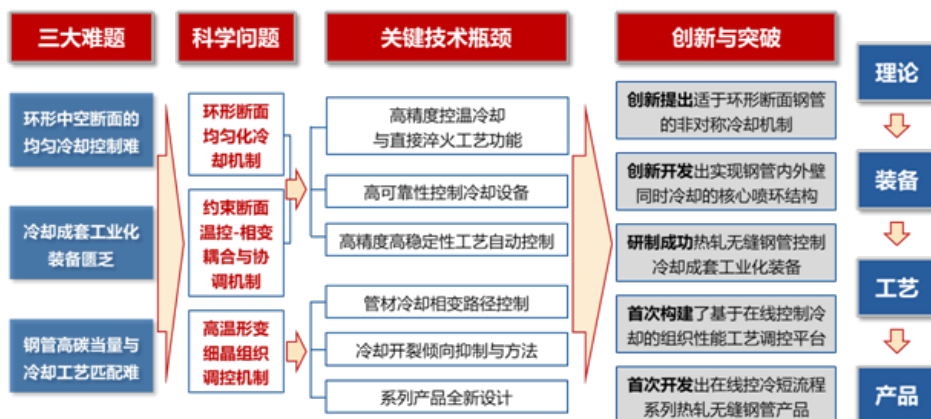 三大难题
科学问题
关键技术瓶颈
创新与突破
环形中空断面的
均匀冷却控制难
冷却成套工业化
装备匮乏
钢管高碳当量与
冷却工艺匹配难
环形断面
均匀化冷
却机制
约束断面
温控-相变
耦合与协
调机制
高温形变
细晶组织
调控机制
高精度控温冷却
与直接淬火工艺功能
高可靠性控制冷却设备
高精度高稳定性工艺自动控制
管材冷却相变路径控制
冷却开裂倾向抑制与方法
系列产品全新设计
创新提出适于环形断面钢管
的非对称冷却机制
创新开发出实现钢管内外壁
同时冷却的核心喷环结构
研制成功热轧无缝钢管控制
冷却成套工业化装备
首次构建了基于在线控制冷
却的组织性能工艺调控平台
首次开发出在线控冷短流程
系列热轧无缝钢管产品
理论
装备
工艺
产品